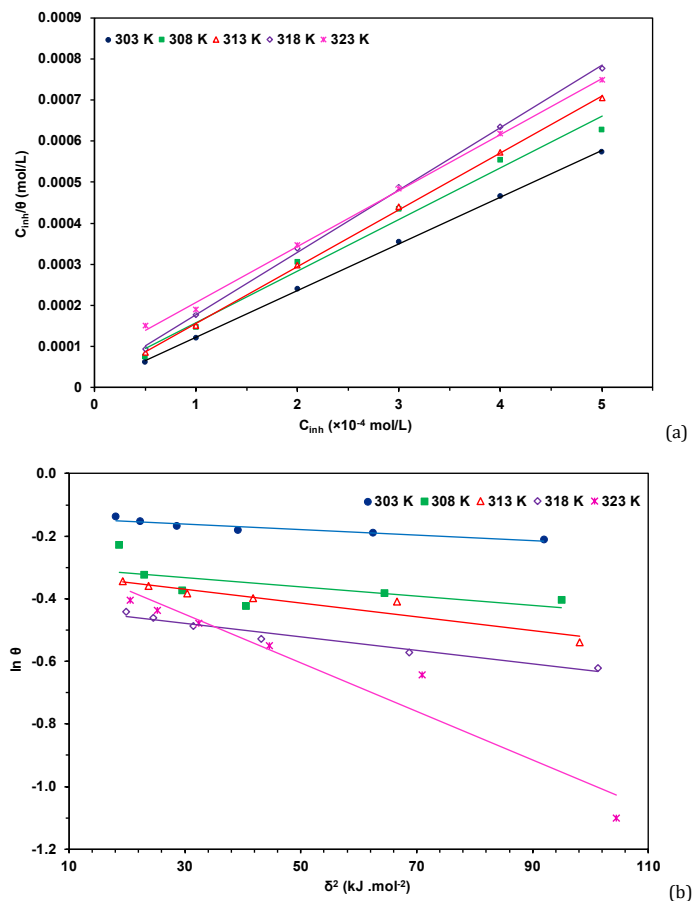 0.0009
303 K 308 K 313 K 318 K 323 K
0.0008
0.0007
0.0006
0.0005
0.0004
0.0003
0.0002
0.0001
0
C_inh/θ (mol/L)
0 1 2 3 4 5
C_inh (×10⁻⁴ mol/L)
(a)
0.0
303 K 308 K 313 K 318 K 323 K
-0.2
-0.4
-0.6
-0.8
-1.0
-1.2
ln θ
10 30 50 70 90 110
δ² (kJ .mol⁻²)
(b)